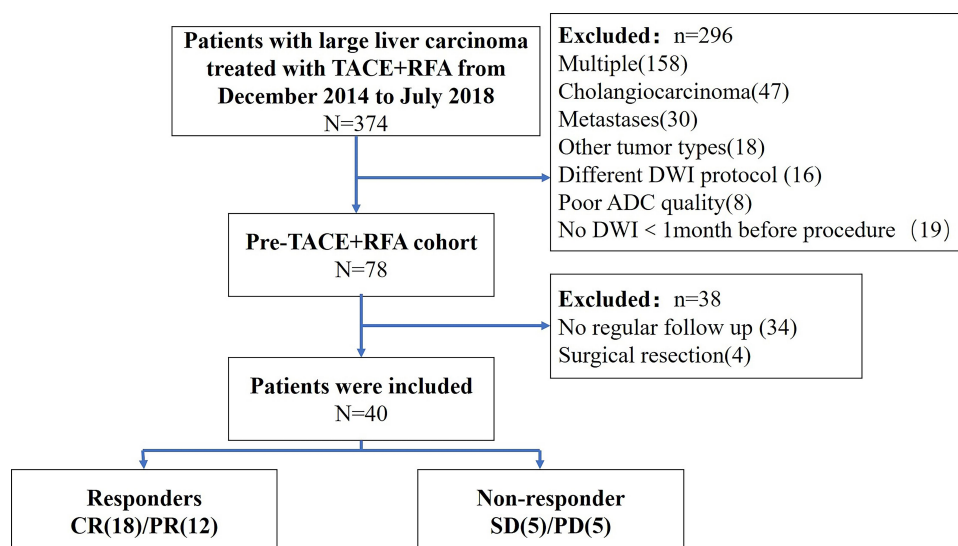 Patients with large liver carcinoma
treated with TACE+RFA from
December 2014 to July 2018
N=374
Excluded： n=296
Multiple(158)
Cholangiocarcinoma(47)
Metastases(30)
Other tumor types(18)
Different DWI protocol (16)
Poor ADC quality(8)
No DWI < 1month before procedure（19）
Pre-TACE+RFA cohort
N=78
Excluded： n=38
No regular follow up (34)
Surgical resection(4)
Patients were included
N=40
Responders
CR(18)/PR(12)
Non-responder
SD(5)/PD(5)